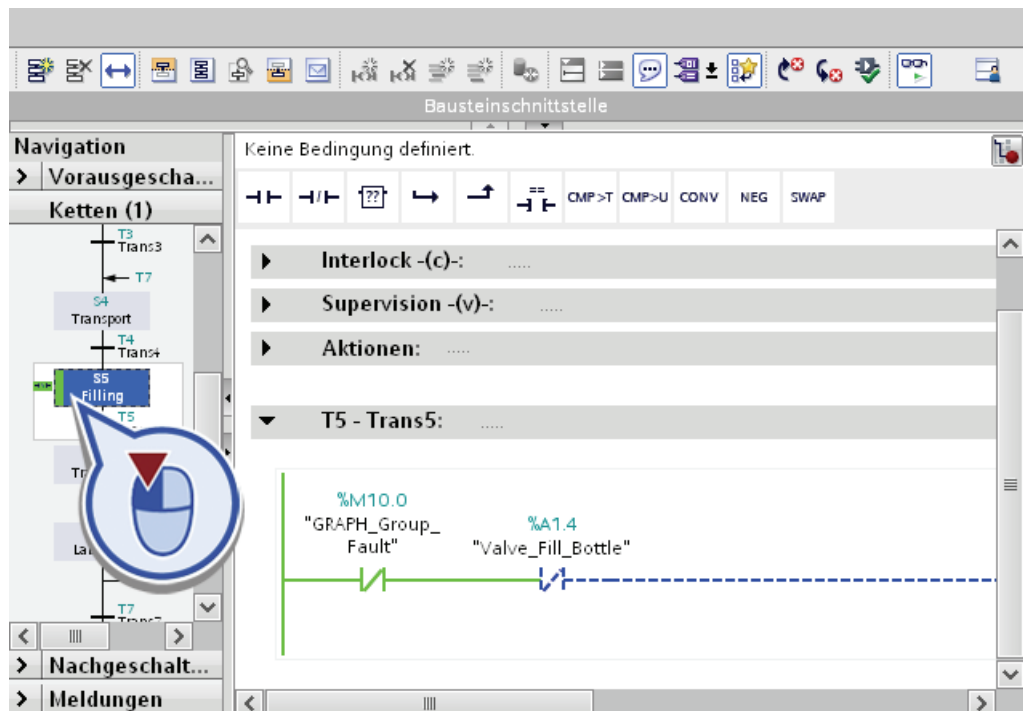 Bausteinschnittstelle
Navigation
Vorausgescha...
Ketten (1)
T3
Trans3
T7
S4
Transport
T4
Trans4
S5
Filling
T5
Tr
La
T7
Nachgeschalt...
Meldungen
Keine Bedingung definiert.
?? == CMP>T CMP>U CONV NEG SWAP
Interlock -(c)-: .....
Supervision -(v)-: .....
Aktionen: .....
T5 - Trans5: .....
%M10.0
"GRAPH_Group_
Fault"
%A1.4
"Valve_Fill_Bottle"